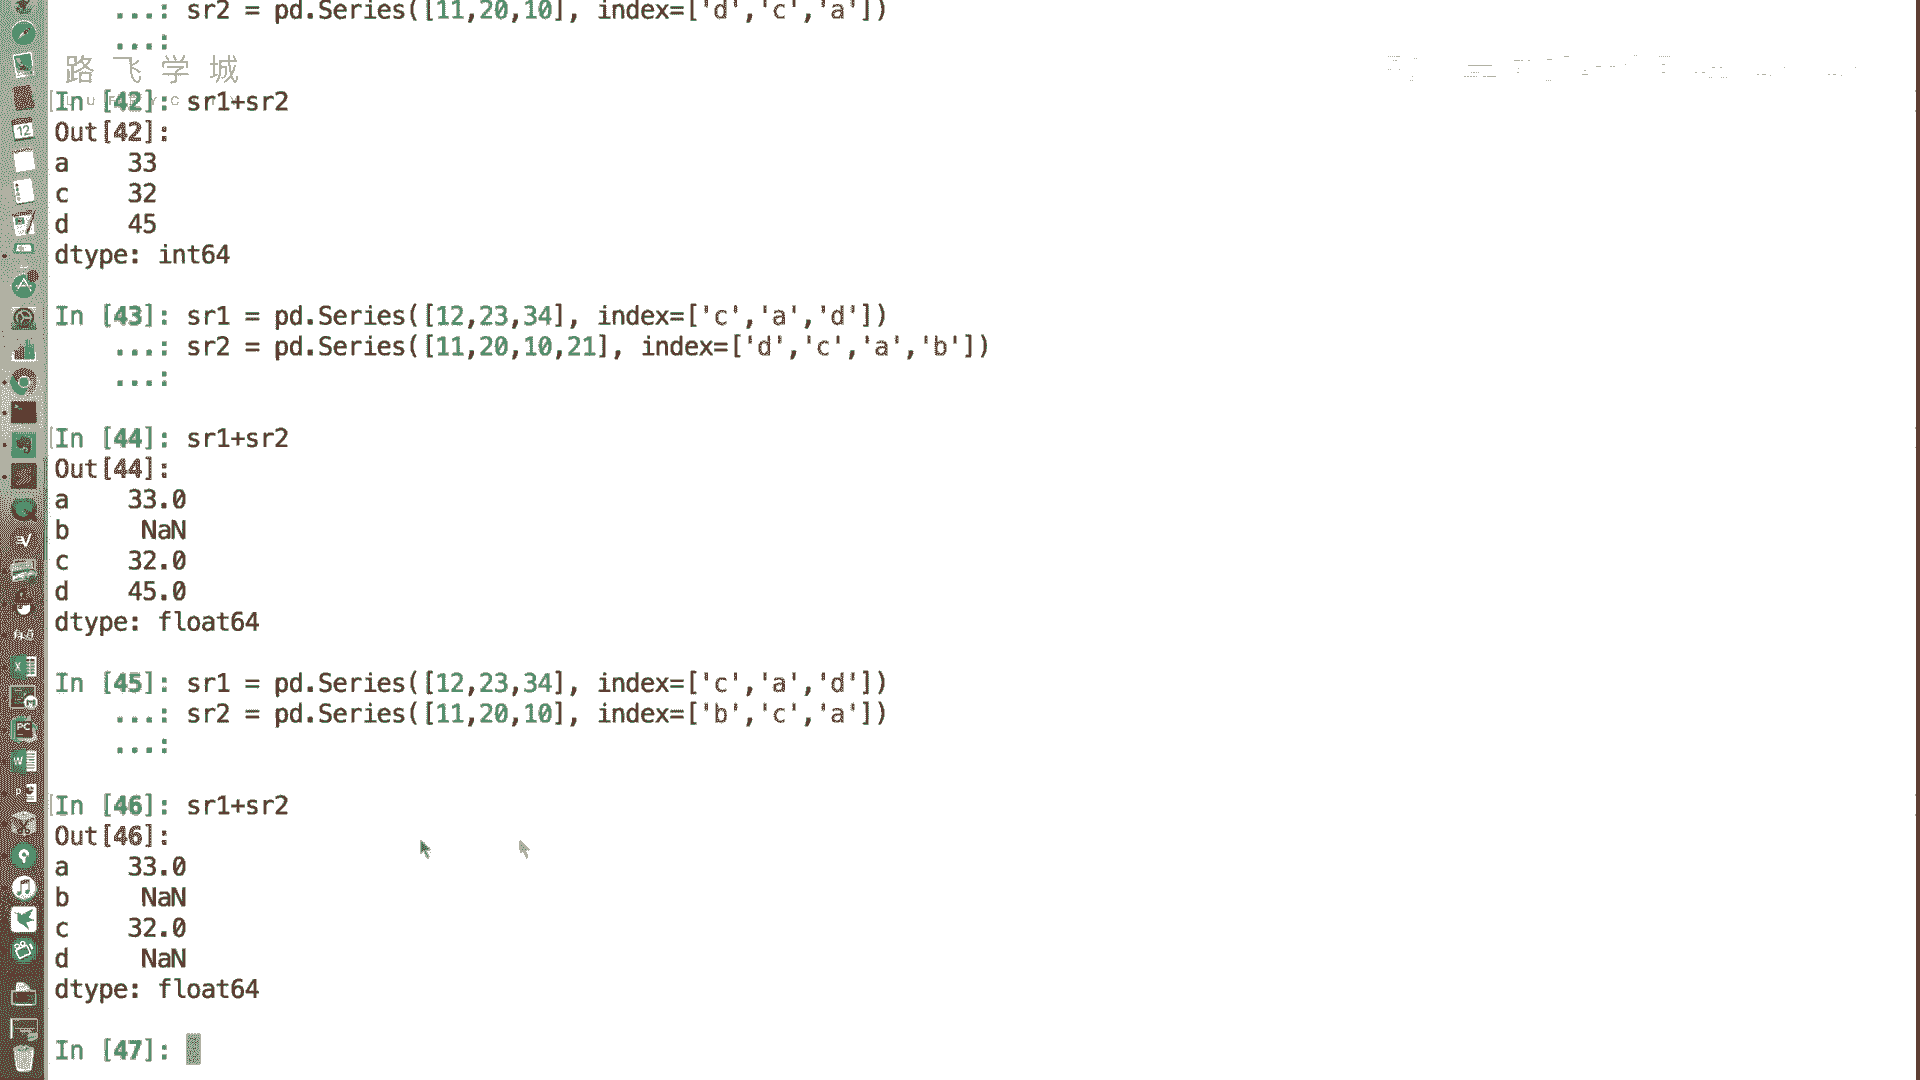 ...: sr2 = pd.Series([11,20,10], index=['d','c','a'])
...:
路飞学城
In [42]: sr1+sr2
Out[42]:
a    33
c    32
d    45
dtype: int64
In [43]: sr1 = pd.Series([12,23,34], index=['c','a','d'])
...: sr2 = pd.Series([11,20,10,21], index=['d','c','a','b'])
...:
In [44]: sr1+sr2
Out[44]:
a    33.0
b     NaN
c    32.0
d    45.0
dtype: float64
In [45]: sr1 = pd.Series([12,23,34], index=['c','a','d'])
...: sr2 = pd.Series([11,20,10], index=['b','c','a'])
...:
In [46]: sr1+sr2
Out[46]:
a    33.0
b     NaN
c    32.0
d     NaN
dtype: float64
In [47]: